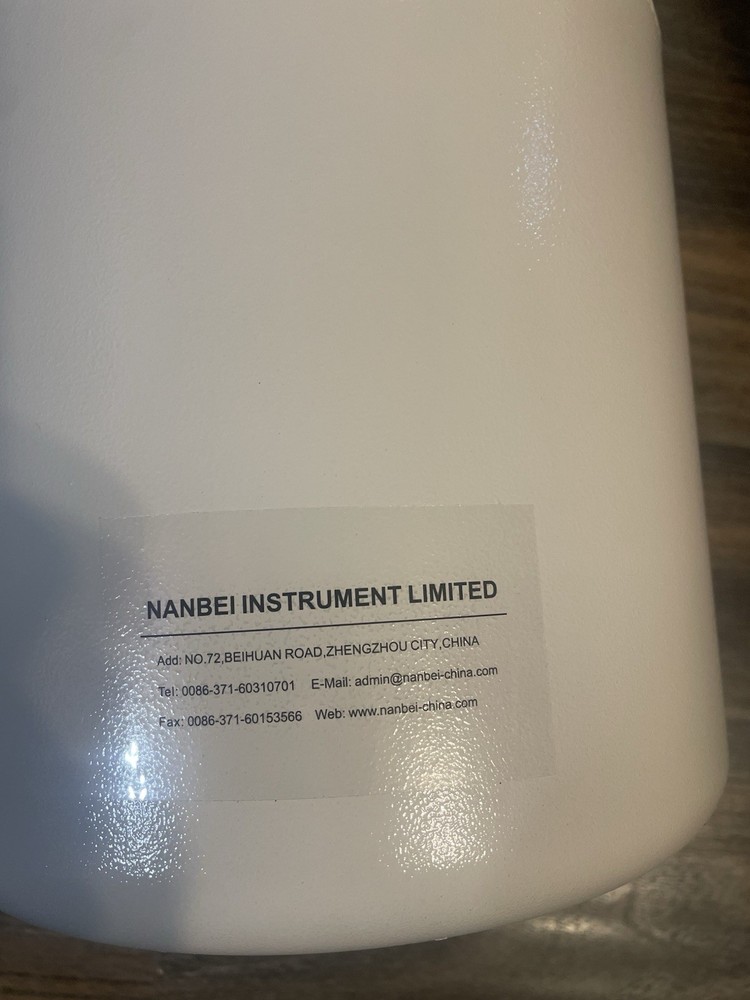 NANBEI INSTRUMENT LIMITED
Add: NO.72,BEIHUAN ROAD,ZHENGZHOU CITY,CHINA
Tel: 0086-371-60310701 E-Mail: admin@nanbei-china.com
Fax: 0086-371-60153566 Web: www.nanbei-china.com